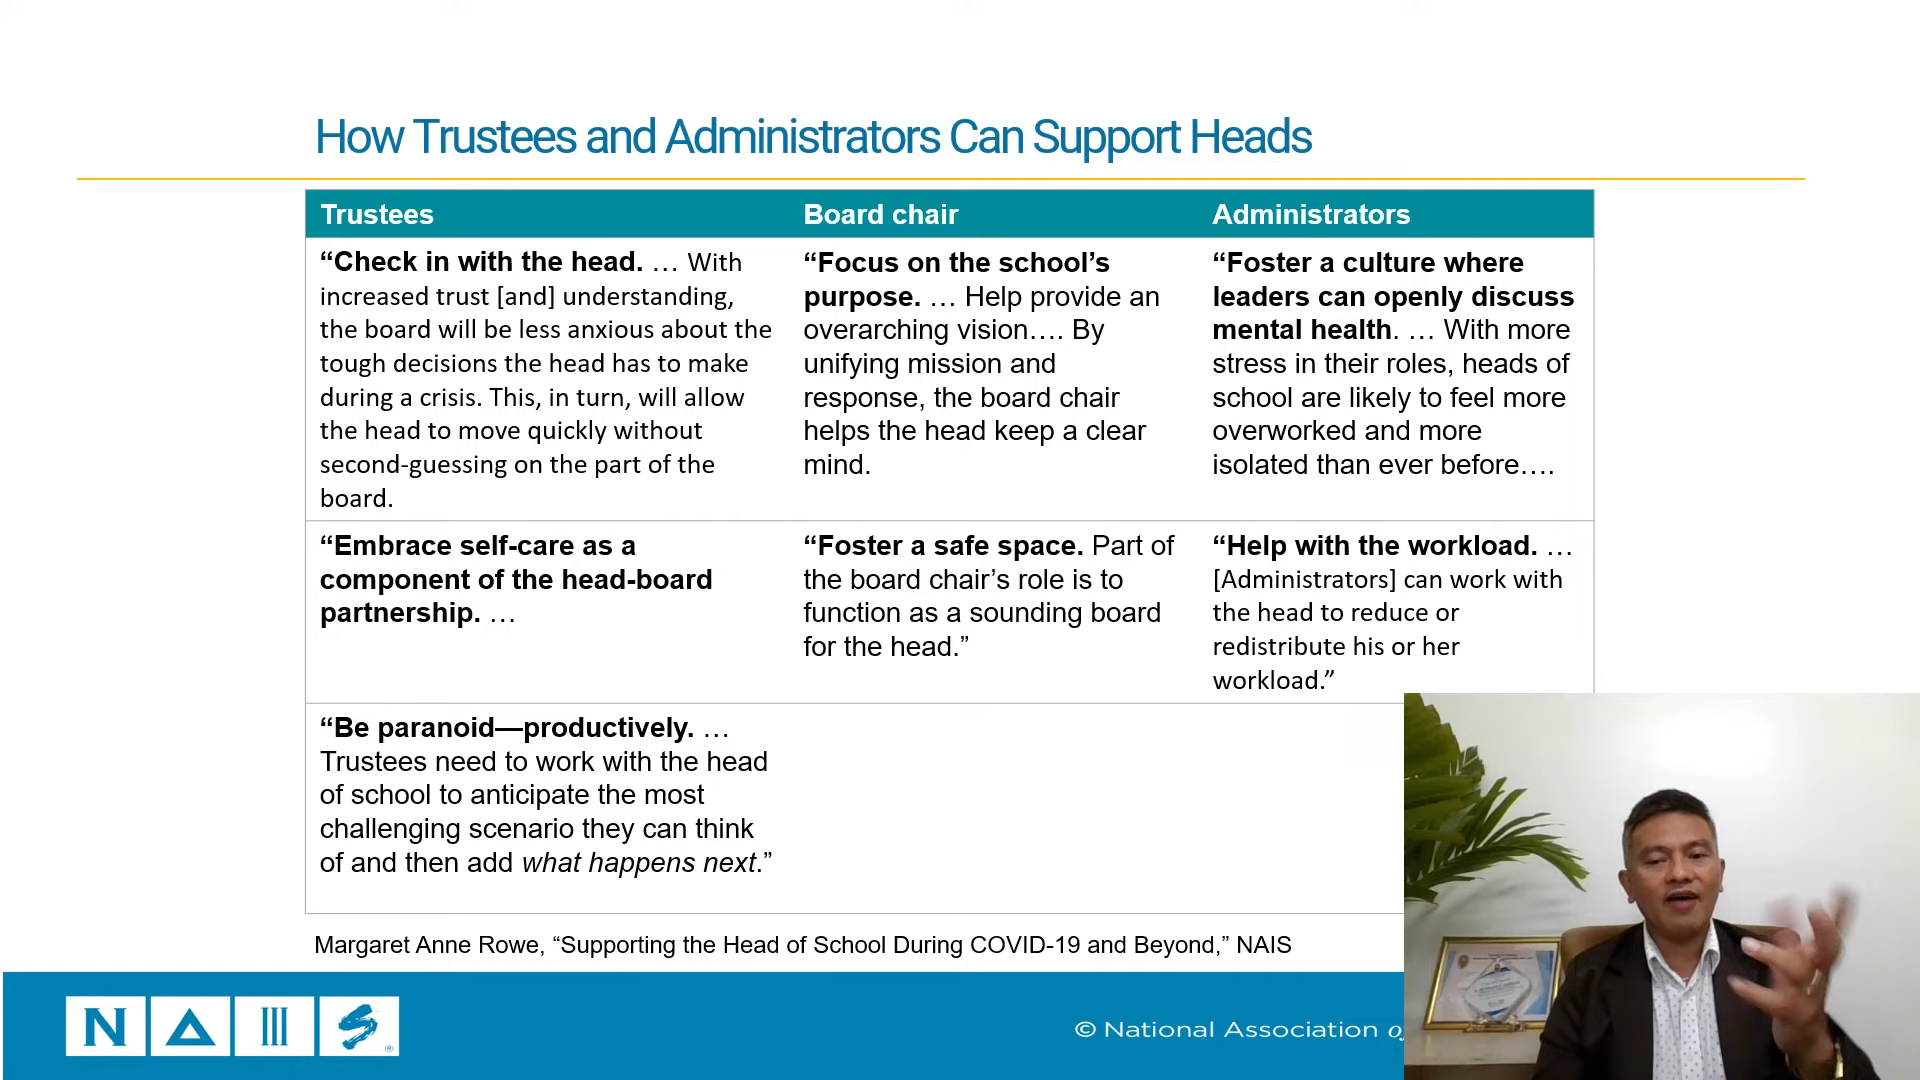 How Trustees and Administrators Can Support Heads
Trustees
Board chair
Administrators
“Check in with the head. … With
increased trust [and] understanding,
the board will be less anxious about the
tough decisions the head has to make
during a crisis. This, in turn, will allow
the head to move quickly without
second-guessing on the part of the
board.
“Focus on the school’s
purpose. … Help provide an
overarching vision…. By
unifying mission and
response, the board chair
helps the head keep a clear
mind.
“Foster a culture where
leaders can openly discuss
mental health. … With more
stress in their roles, heads of
school are likely to feel more
overworked and more
isolated than ever before….
“Embrace self-care as a
component of the head-board
partnership. …
“Foster a safe space. Part of
the board chair’s role is to
function as a sounding board
for the head.”
“Help with the workload. …
[Administrators] can work with
the head to reduce or
redistribute his or her
workload.”
“Be paranoid—productively. …
Trustees need to work with the head
of school to anticipate the most
challenging scenario they can think
of and then add what happens next.”
Margaret Anne Rowe, “Supporting the Head of School During COVID-19 and Beyond,” NAIS
NAIS®
© National Association of